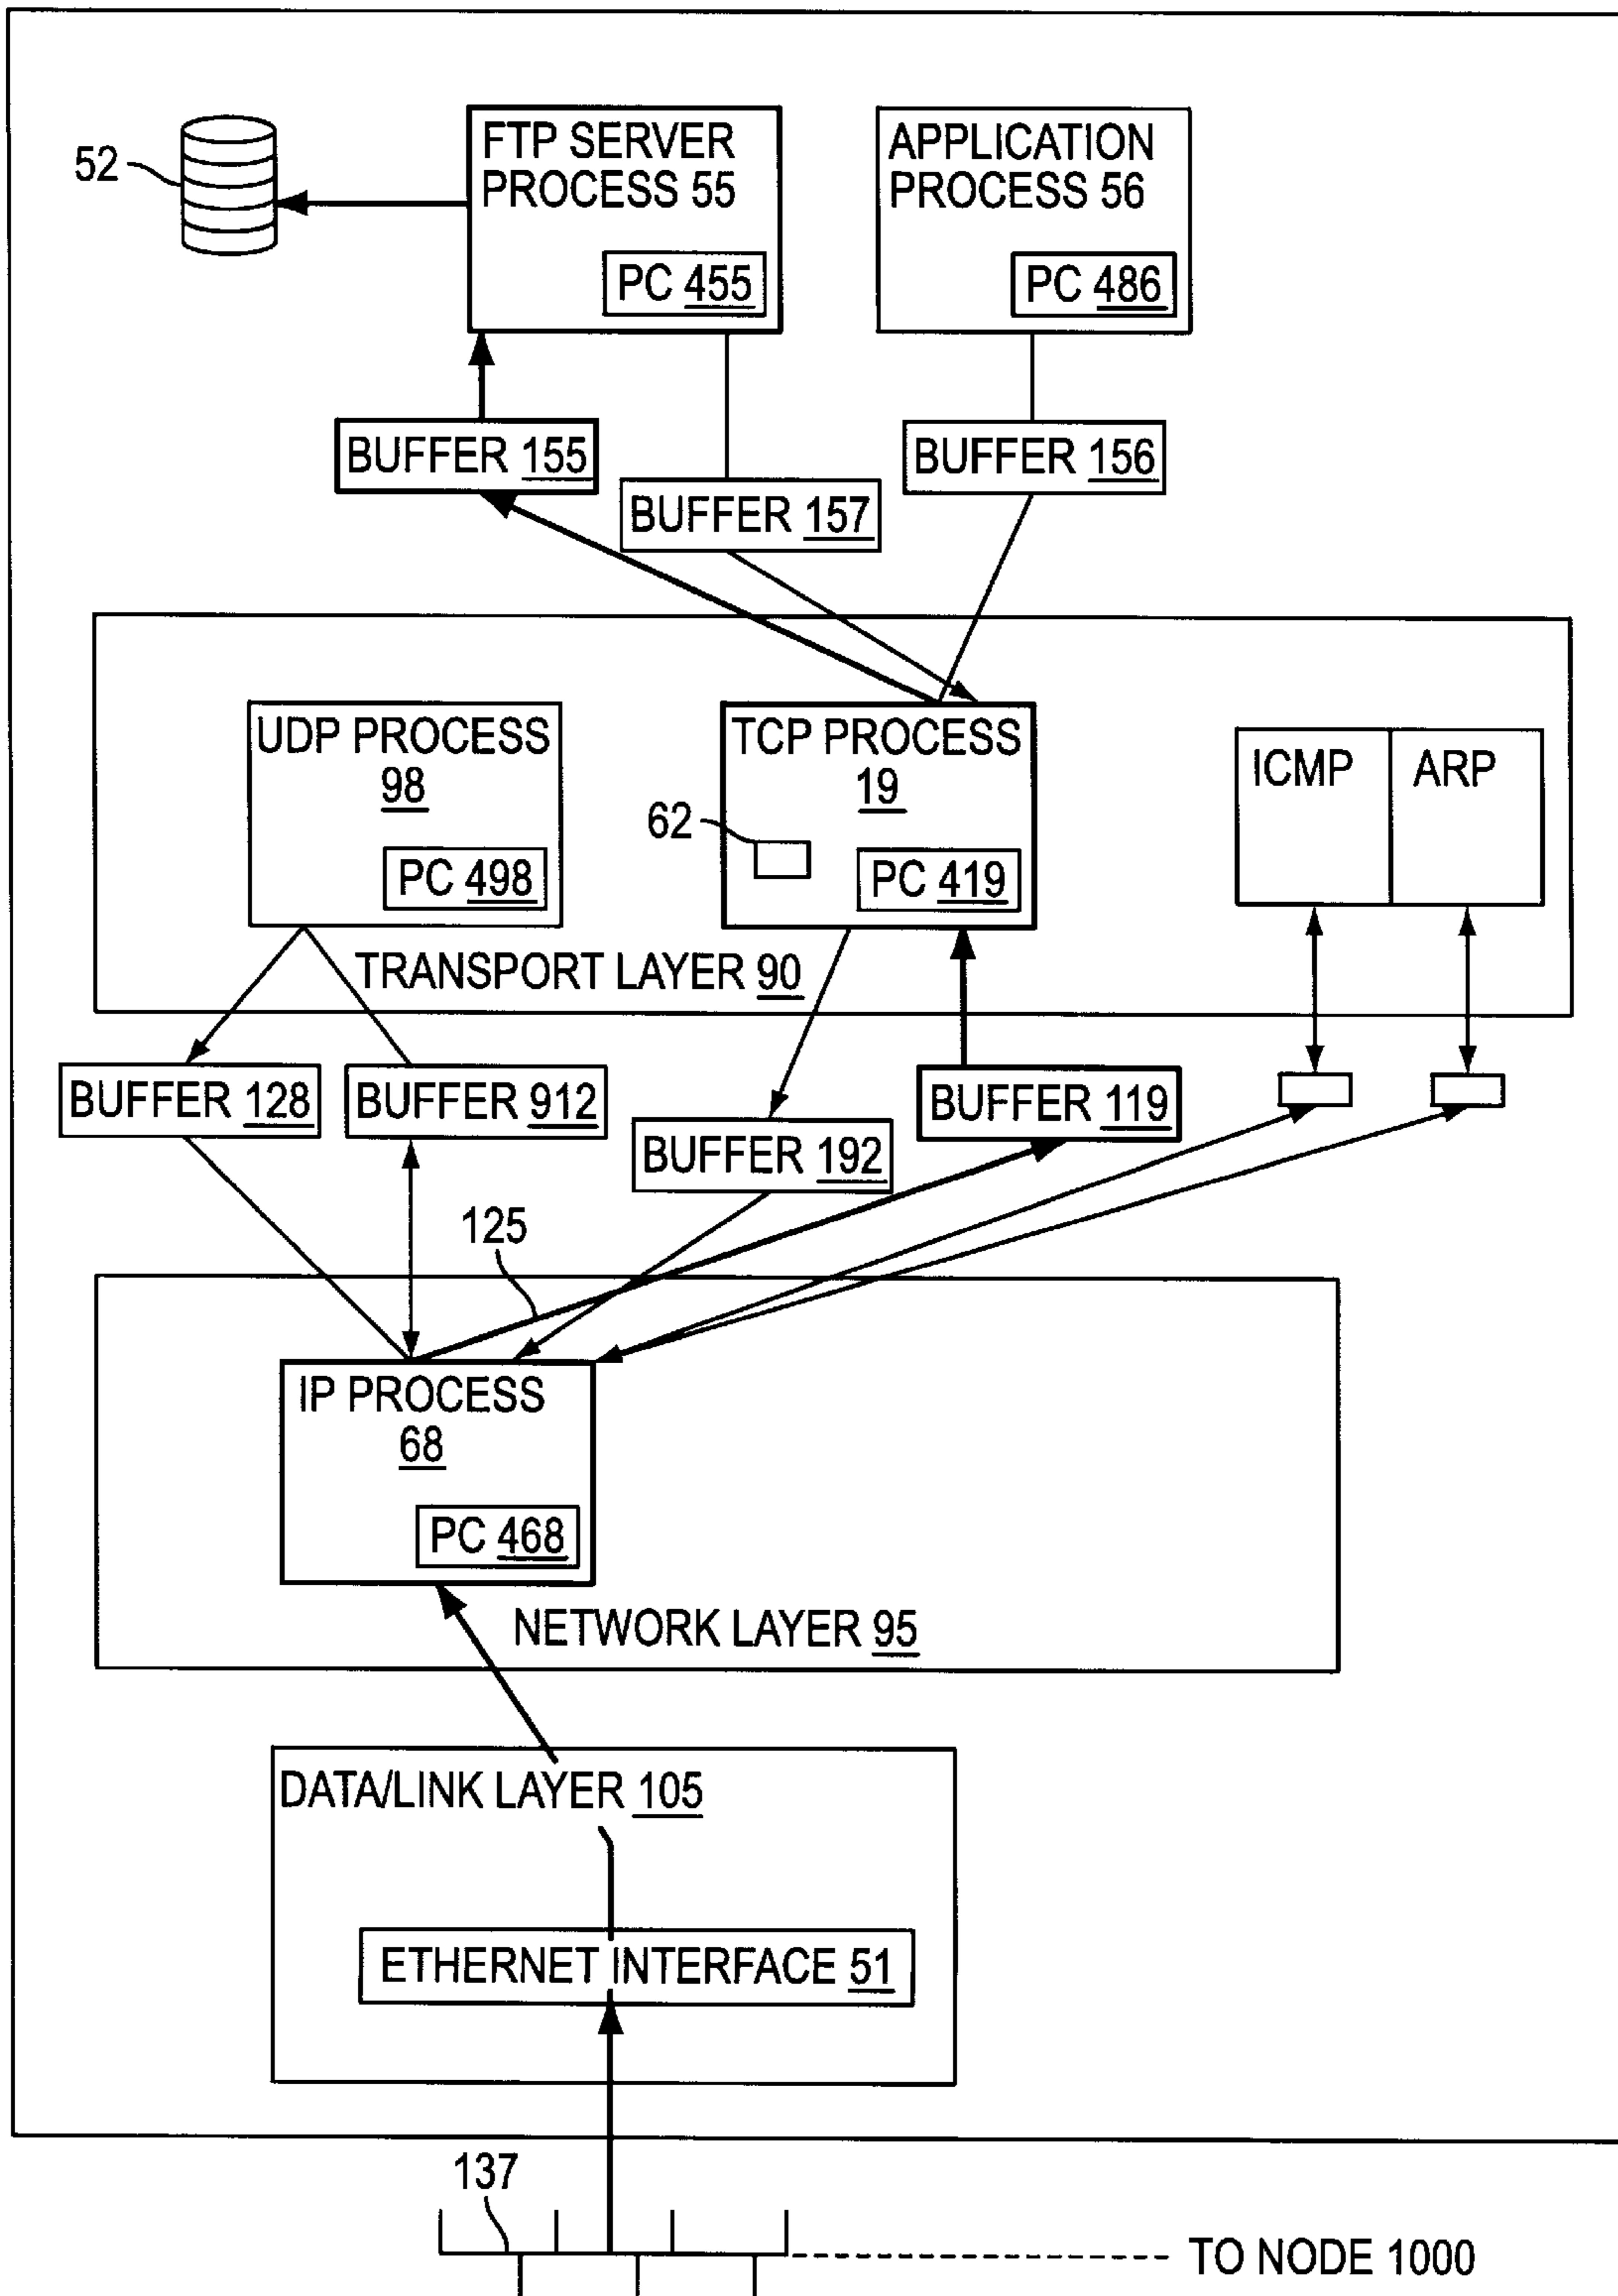 52
FTP SERVER
PROCESS 55
PC 455
APPLICATION
PROCESS 56
PC 486
BUFFER 155
BUFFER 157
BUFFER 156
UDP PROCESS
98
PC 498
TCP PROCESS
19
62
PC 419
ICMP
ARP
TRANSPORT LAYER 90
BUFFER 128
BUFFER 912
BUFFER 192
BUFFER 119
125
IP PROCESS
68
PC 468
NETWORK LAYER 95
DATA/LINK LAYER 105
ETHERNET INTERFACE 51
137
TO NODE 1000